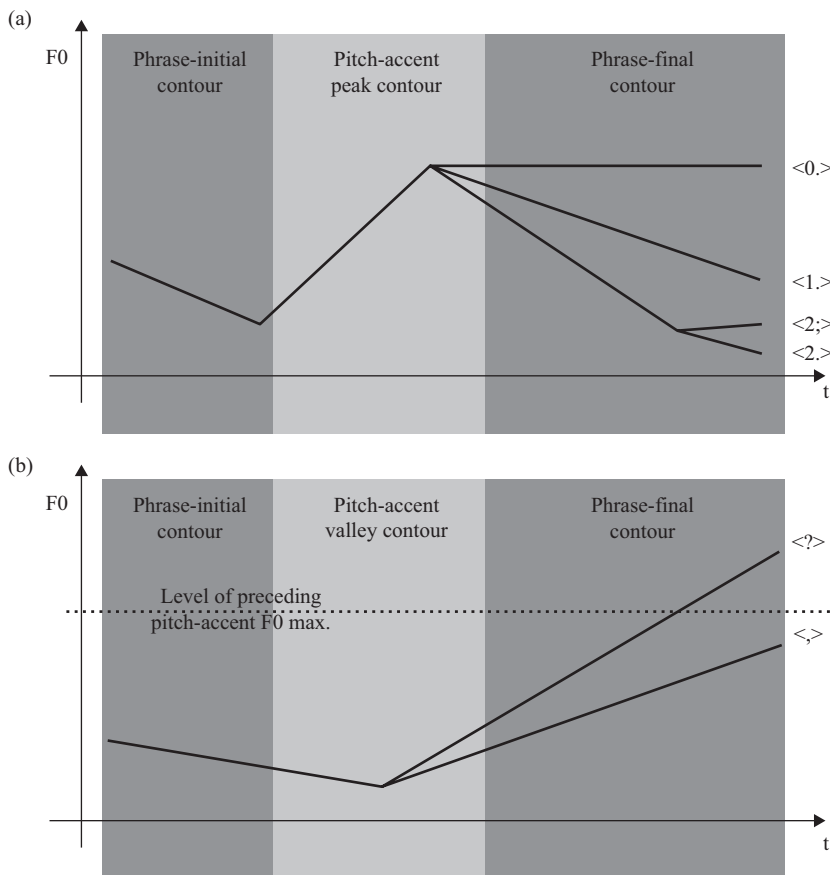 (a)
F0
Phrase-initial
contour
Pitch-accent
peak contour
Phrase-final
contour
<0.>
<1.>
<2;>
<2.>
t
(b)
F0
Phrase-initial
contour
Pitch-accent
valley contour
Phrase-final
contour
<?>
Level of preceding
pitch-accent F0 max.
<,>
t